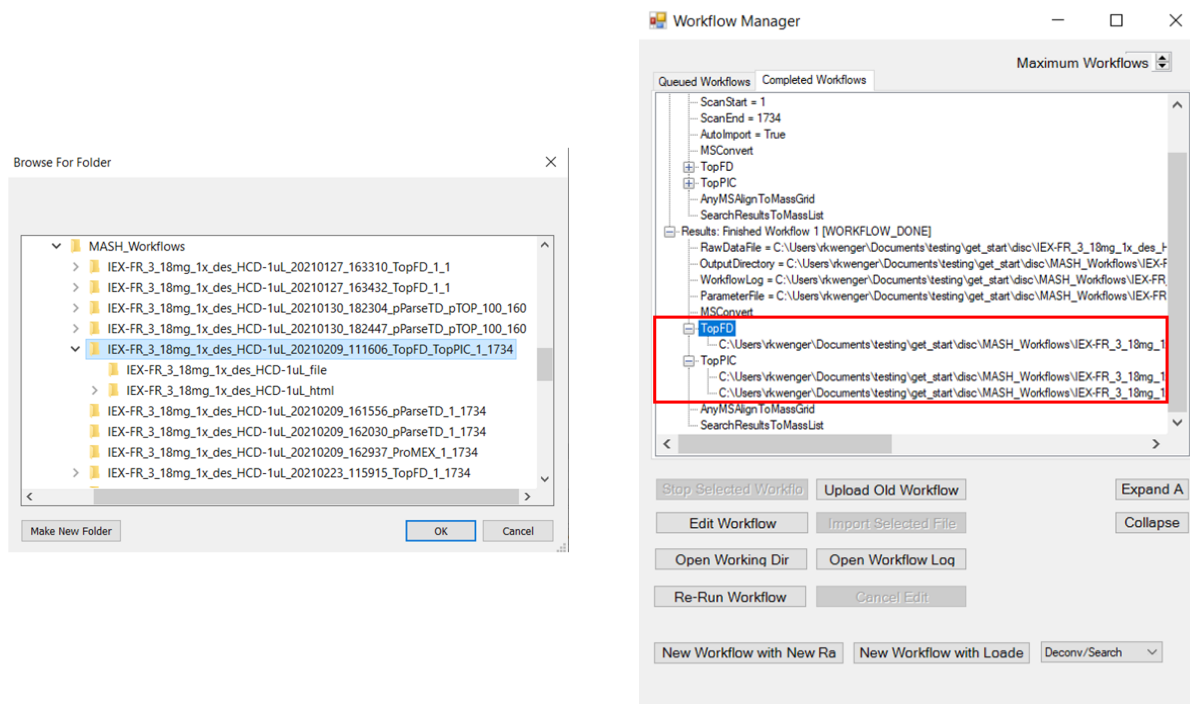 Browse For Folder
MASH_Workflows
IEX-FR_3_18mg_1x_des_HCD-1uL_20210127_163310_TopFD_1_1
IEX-FR_3_18mg_1x_des_HCD-1uL_20210127_163432_TopFD_1_1
IEX-FR_3_18mg_1x_des_HCD-1uL_20210130_182304_pParseTD_pTOP_100_160
IEX-FR_3_18mg_1x_des_HCD-1uL_20210130_182447_pParseTD_pTOP_100_160
IEX-FR_3_18mg_1x_des_HCD-1uL_20210209_111606_TopFD_TopPIC_1_1734
IEX-FR_3_18mg_1x_des_HCD-1uL_file
IEX-FR_3_18mg_1x_des_HCD-1uL_html
IEX-FR_3_18mg_1x_des_HCD-1uL_20210209_161556_pParseTD_1_1734
IEX-FR_3_18mg_1x_des_HCD-1uL_20210209_162030_pParseTD_1_1734
IEX-FR_3_18mg_1x_des_HCD-1uL_20210209_162937_ProMEX_1_1734
IEX-FR_3_18mg_1x_des_HCD-1uL_20210223_115915_TopFD_1_1734
Make New Folder
OK
Cancel
Workflow Manager
Maximum Workflows
Queued Workflows
Completed Workflows
ScanStart = 1
ScanEnd = 1734
AutoImport = True
MSConvert
TopFD
TopPIC
AnyMSAlignToMassGrid
SearchResultsToMassList
Results: Finished Workflow 1 [WORKFLOW_DONE]
RawDataFile = C:\Users\rkwenger\Documents\testing\get_start\disc\IEX-FR_3_18mg_1x_des_H
OutputDirectory = C:\Users\rkwenger\Documents\testing\get_start\disc\MASH_Workflows\IEX-F
WorkflowLog = C:\Users\rkwenger\Documents\testing\get_start\disc\MASH_Workflows\IEX-FR_
ParameterFile = C:\Users\rkwenger\Documents\testing\get_start\disc\MASH_Workflows\IEX-FR
MSConvert
TopFD
C:\Users\rkwenger\Documents\testing\get_start\disc\MASH_Workflows\IEX-FR_3_18mg_1
TopPIC
C:\Users\rkwenger\Documents\testing\get_start\disc\MASH_Workflows\IEX-FR_3_18mg_1
C:\Users\rkwenger\Documents\testing\get_start\disc\MASH_Workflows\IEX-FR_3_18mg_1
AnyMSAlignToMassGrid
SearchResultsToMassList
Stop Selected Workflo
Upload Old Workflow
Expand A
Edit Workflow
Import Selected File
Collapse
Open Working Dir
Open Workflow Log
Re-Run Workflow
Cancel Edit
New Workflow with New Ra
New Workflow with Loade
Deconv/Search